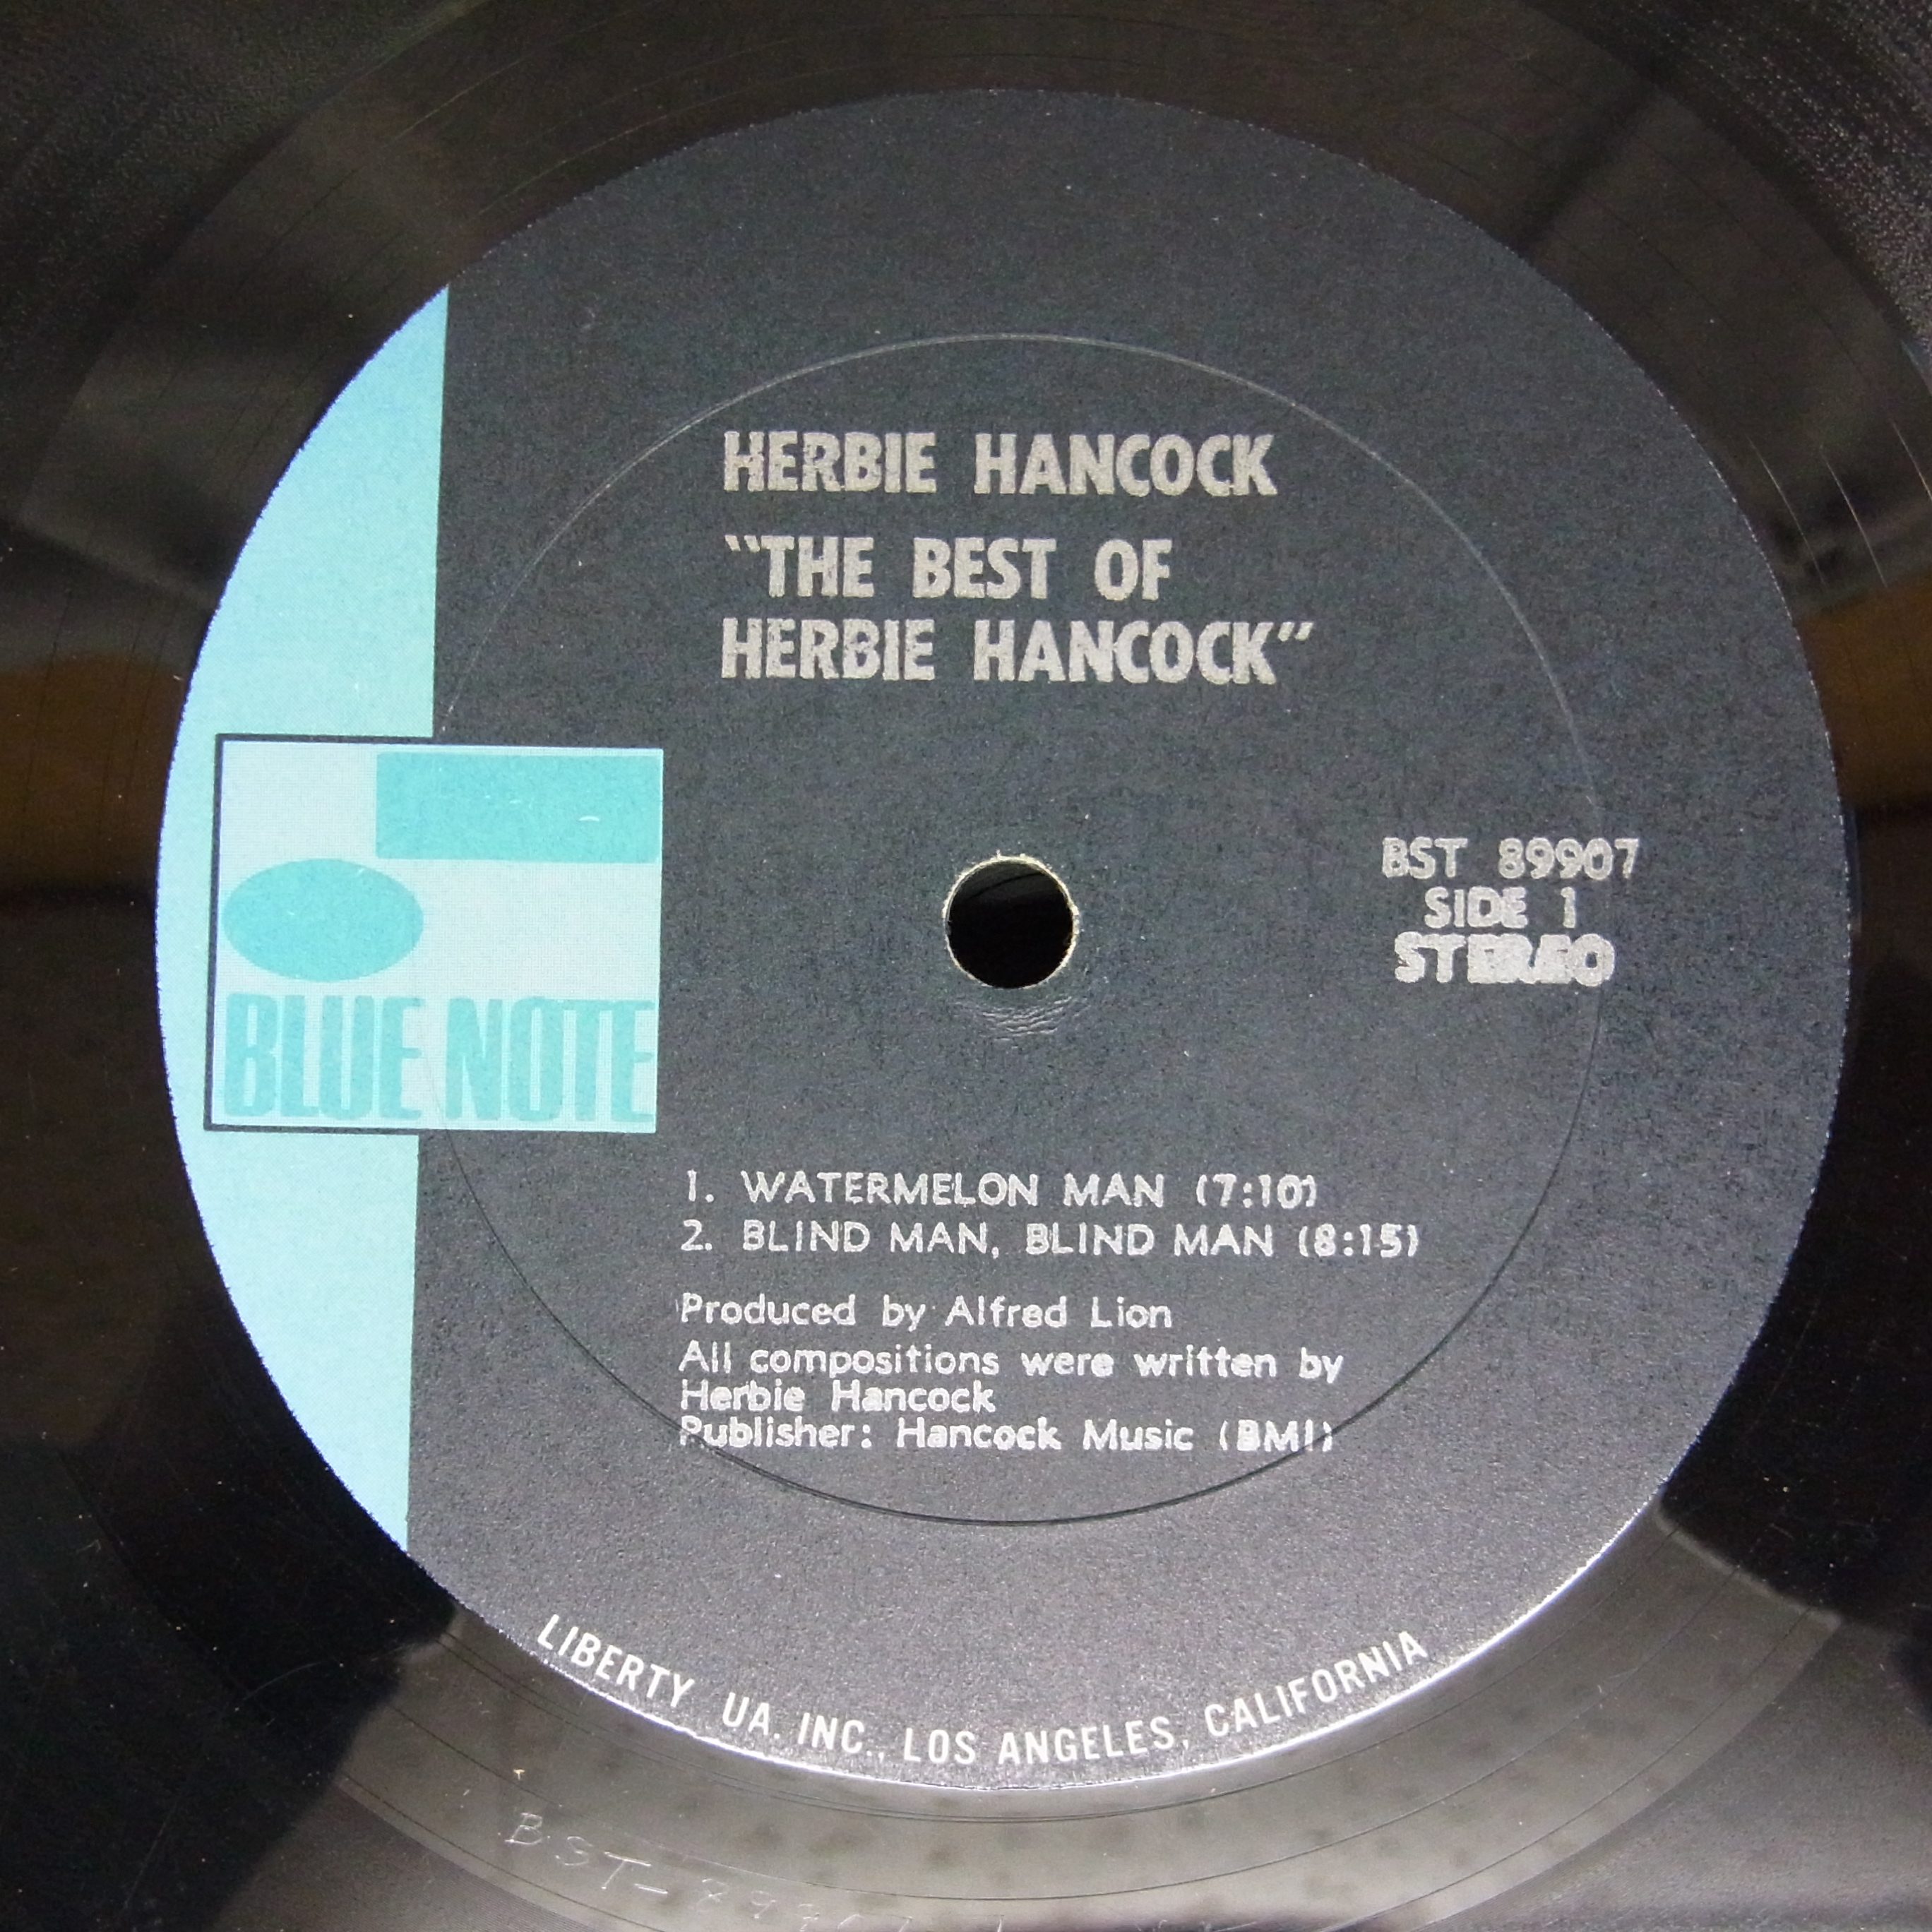 HERBIE HANCOCK
"THE BEST OF
HERBIE HANCOCK"
BLUE NOTE
BST 89907
SIDE 1
STEREO
1. WATERMELON MAN (7:10)
2. BLIND MAN, BLIND MAN (8:15)
Produced by Alfred Lion
All compositions were written by
Herbie Hancock
Publisher: Hancock Music (BMI)
LIBERTY UA. INC., LOS ANGELES, CALIFORNIA